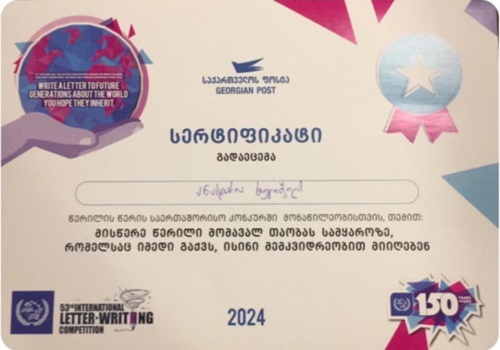 WRITE A LETTER TO FUTURE
GENERATIONS ABOUT THE WORLD
YOU HOPE THEY INHERIT.
ᲡᲐᲥᲐᲠᲗᲕᲔᲚᲝᲡ ᲤᲝᲡᲢᲐ
GEORGIAN POST
ᲡᲔᲠᲢᲘᲤᲘᲙᲐᲢᲘ
ᲒᲐᲓᲐᲔᲪᲔᲛᲐ
ᲬᲔᲠᲘᲚᲘᲡ ᲬᲔᲠᲘᲡ ᲡᲐᲔᲠᲗᲐᲨᲝᲠᲘᲡᲝ ᲙᲝᲜᲙᲣᲠᲡᲨᲘ ᲛᲝᲜᲐᲬᲘᲚᲔᲝᲑᲘᲡᲗᲕᲘᲡ, ᲗᲔᲛᲘᲗ:
ᲛᲘᲡᲬᲔᲠᲔ ᲬᲔᲠᲘᲚᲘ ᲛᲝᲛᲐᲕᲐᲚ ᲗᲐᲝᲑᲐᲡ ᲡᲐᲛᲧᲐᲠᲝᲖᲔ,
ᲠᲝᲛᲔᲚᲡᲐᲪ ᲘᲛᲔᲓᲘ ᲒᲐᲥᲕᲡ, ᲘᲡᲘᲜᲘ ᲛᲔᲛᲙᲕᲘᲓᲠᲔᲝᲑᲘᲗ ᲛᲘᲘᲦᲔᲑᲔᲜ
53RD INTERNATIONAL
LETTER-WRITING
COMPETITION
2024
150